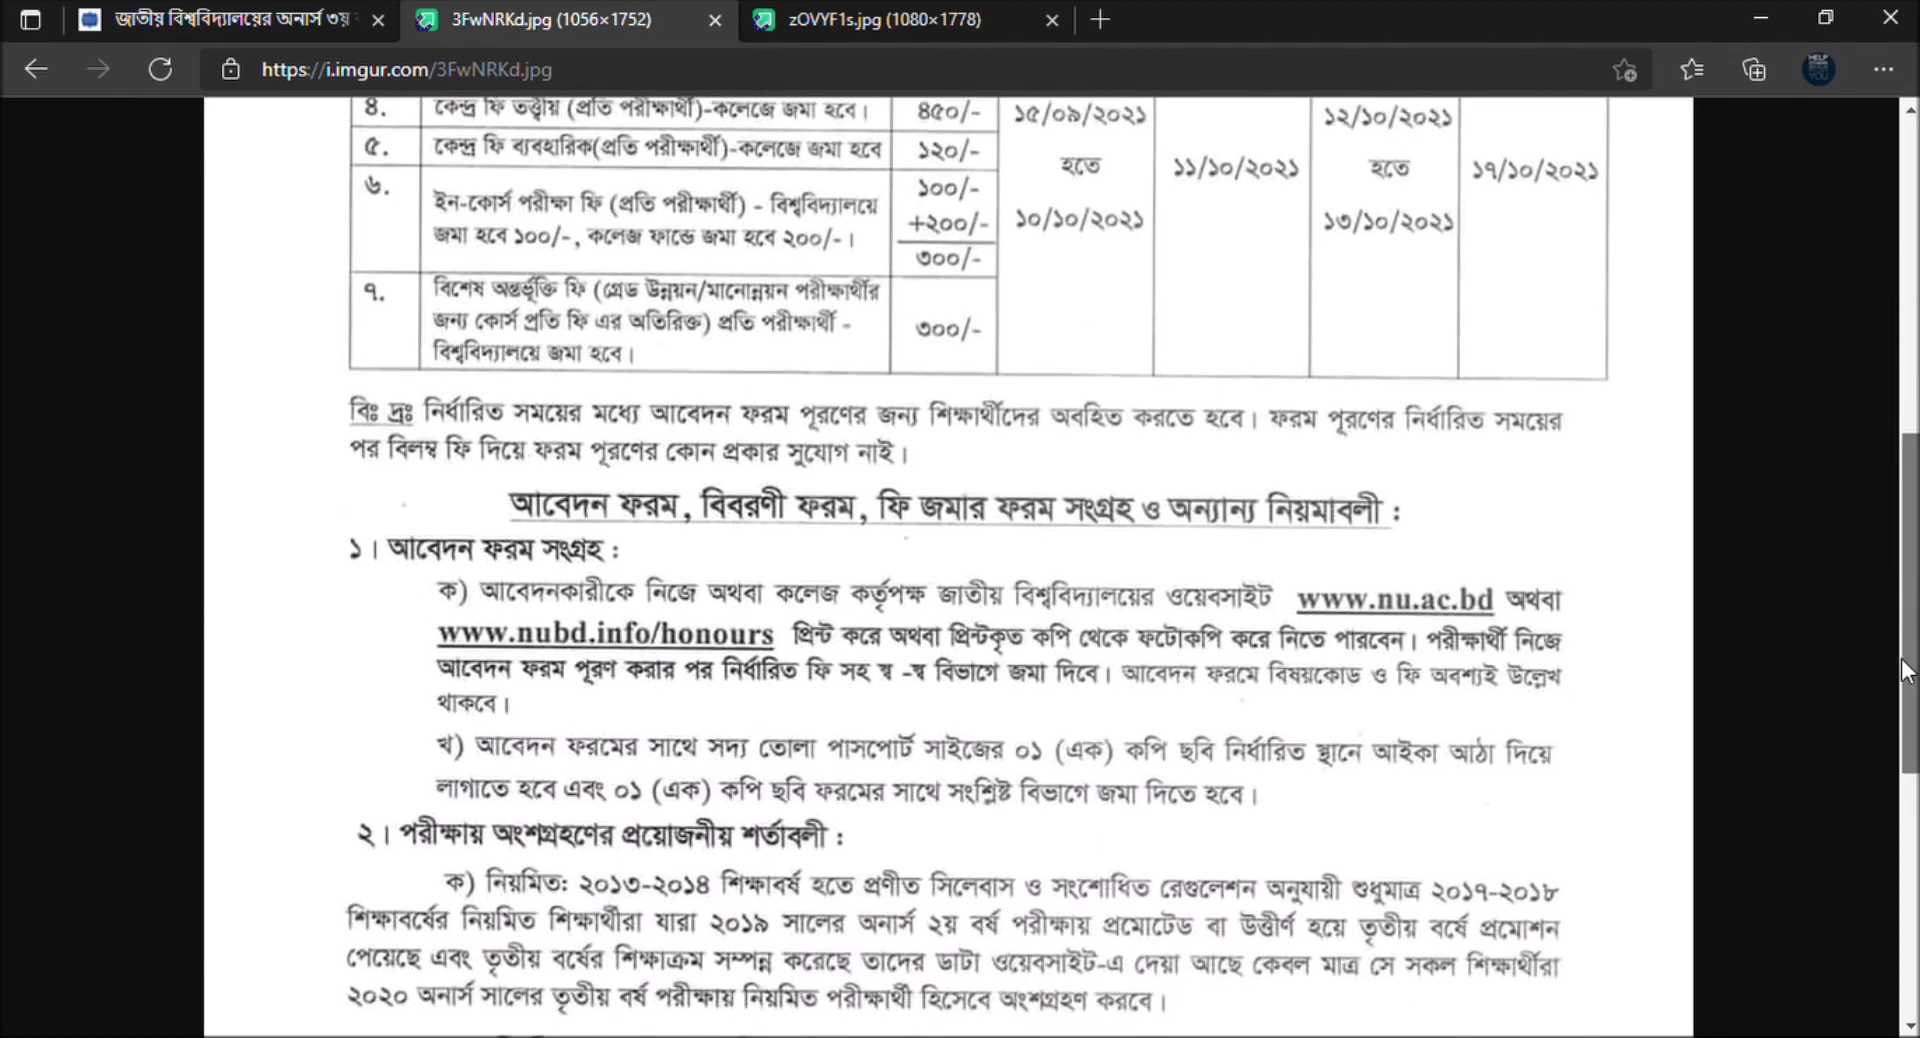 জাতীয় বিশ্ববিদ্যালয়ের অনার্স ৩য়
3FwNRKd.jpg (1056×1752)
zOVYF1s.jpg (1080×1778)
https://i.imgur.com/3FwNRKd.jpg
৪. কেন্দ্র ফি তত্ত্বীয় (প্রতি পরীক্ষার্থী)-কলেজে জমা হবে। ৪৫০/- ১৫/০৯/২০২১ ১২/১০/২০২১
৫. কেন্দ্র ফি ব্যবহারিক(প্রতি পরীক্ষার্থী)-কলেজে জমা হবে ১২০/- হতে ১১/১০/২০২১ হতে ১৭/১০/২০২১
৬. ১০০/-
ইন-কোর্স পরীক্ষা ফি (প্রতি পরীক্ষার্থী) - বিশ্ববিদ্যালয়ে +২০০/- ১০/১০/২০২১ ১৩/১০/২০২১
জমা হবে ১০০/-, কলেজ ফান্ডে জমা হবে ২০০/-। ৩০০/-
৭. বিশেষ অন্তর্ভূক্তি ফি (গ্রেড উন্নয়ন/মানোন্নয়ন পরীক্ষার্থীর
জন্য কোর্স প্রতি ফি এর অতিরিক্ত) প্রতি পরীক্ষার্থী - ৩০০/-
বিশ্ববিদ্যালয়ে জমা হবে।
বিঃ দ্রঃ নির্ধারিত সময়ের মধ্যে আবেদন ফরম পূরণের জন্য শিক্ষার্থীদের অবহিত করতে হবে। ফরম পূরণের নির্ধারিত সময়ের
পর বিলম্ব ফি দিয়ে ফরম পূরণের কোন প্রকার সুযোগ নাই।
আবেদন ফরম, বিবরণী ফরম, ফি জমার ফরম সংগ্রহ ও অন্যান্য নিয়মাবলী :
১। আবেদন ফরম সংগ্রহ :
ক) আবেদনকারীকে নিজে অথবা কলেজ কর্তৃপক্ষ জাতীয় বিশ্ববিদ্যালয়ের ওয়েবসাইট www.nu.ac.bd অথবা
www.nubd.info/honours প্রিন্ট করে অথবা প্রিন্টকৃত কপি থেকে ফটোকপি করে নিতে পারবেন। পরীক্ষার্থী নিজে
আবেদন ফরম পূরণ করার পর নির্ধারিত ফি সহ স্ব -স্ব বিভাগে জমা দিবে। আবেদন ফরমে বিষয়কোড ও ফি অবশ্যই উল্লেখ
থাকবে।
খ) আবেদন ফরমের সাথে সদ্য তোলা পাসপোর্ট সাইজের ০১ (এক) কপি ছবি নির্ধারিত স্থানে আইকা আঠা দিয়ে
লাগাতে হবে এবং ০১ (এক) কপি ছবি ফরমের সাথে সংশ্লিষ্ট বিভাগে জমা দিতে হবে।
২। পরীক্ষায় অংশগ্রহণের প্রয়োজনীয় শর্তাবলী :
ক) নিয়মিত: ২০১৩-২০১৪ শিক্ষাবর্ষ হতে প্রণীত সিলেবাস ও সংশোধিত রেগুলেশন অনুযায়ী শুধুমাত্র ২০১৭-২০১৮
শিক্ষাবর্ষের নিয়মিত শিক্ষার্থীরা যারা ২০১৯ সালের অনার্স ২য় বর্ষ পরীক্ষায় প্রমোটেড বা উত্তীর্ণ হয়ে তৃতীয় বর্ষে প্রমোশন
পেয়েছে এবং তৃতীয় বর্ষের শিক্ষাক্রম সম্পন্ন করেছে তাদের ডাটা ওয়েবসাইট-এ দেয়া আছে কেবল মাত্র সে সকল শিক্ষার্থীরা
২০২০ অনার্স সালের তৃতীয় বর্ষ পরীক্ষায় নিয়মিত পরীক্ষার্থী হিসেবে অংশগ্রহণ করবে।